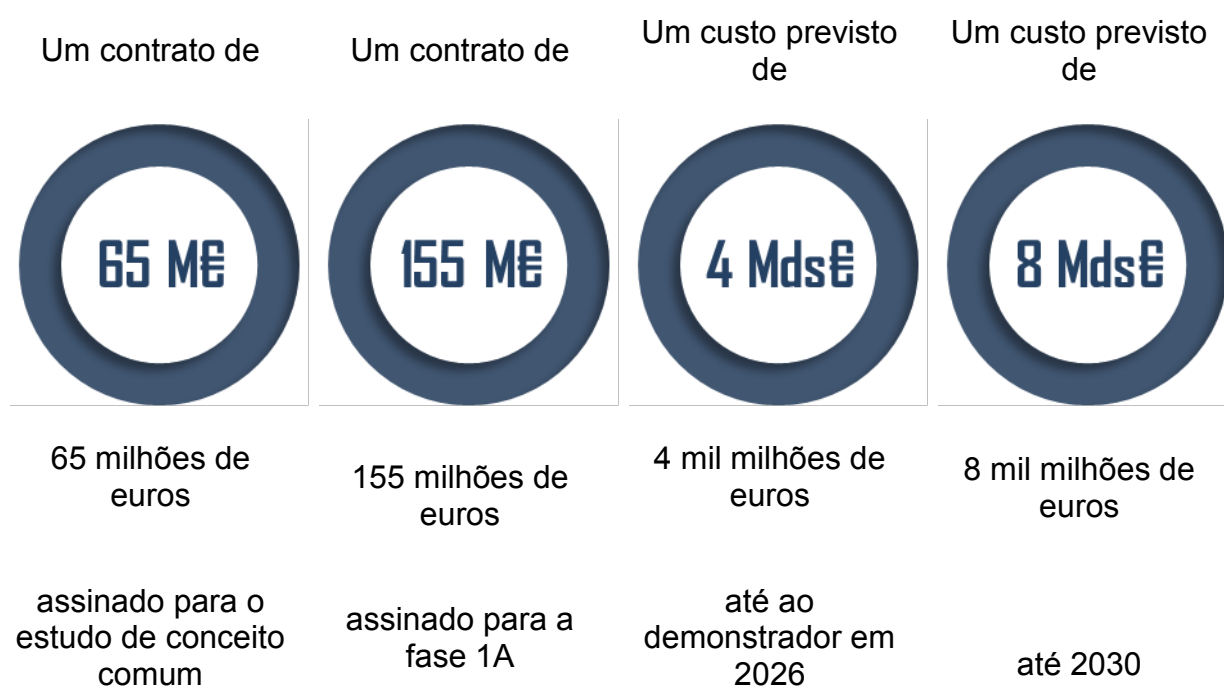 Um contrato de
Um contrato de
Um custo previsto
de
Um custo previsto
de
65 M€
155 M€
4 Mds€
8 Mds€
65 milhões de
euros
155 milhões de
euros
4 mil milhões de
euros
8 mil milhões de
euros
assinado para o
estudo de conceito
comum
assinado para a
fase 1A
até ao
demonstrador em
2026
até 2030